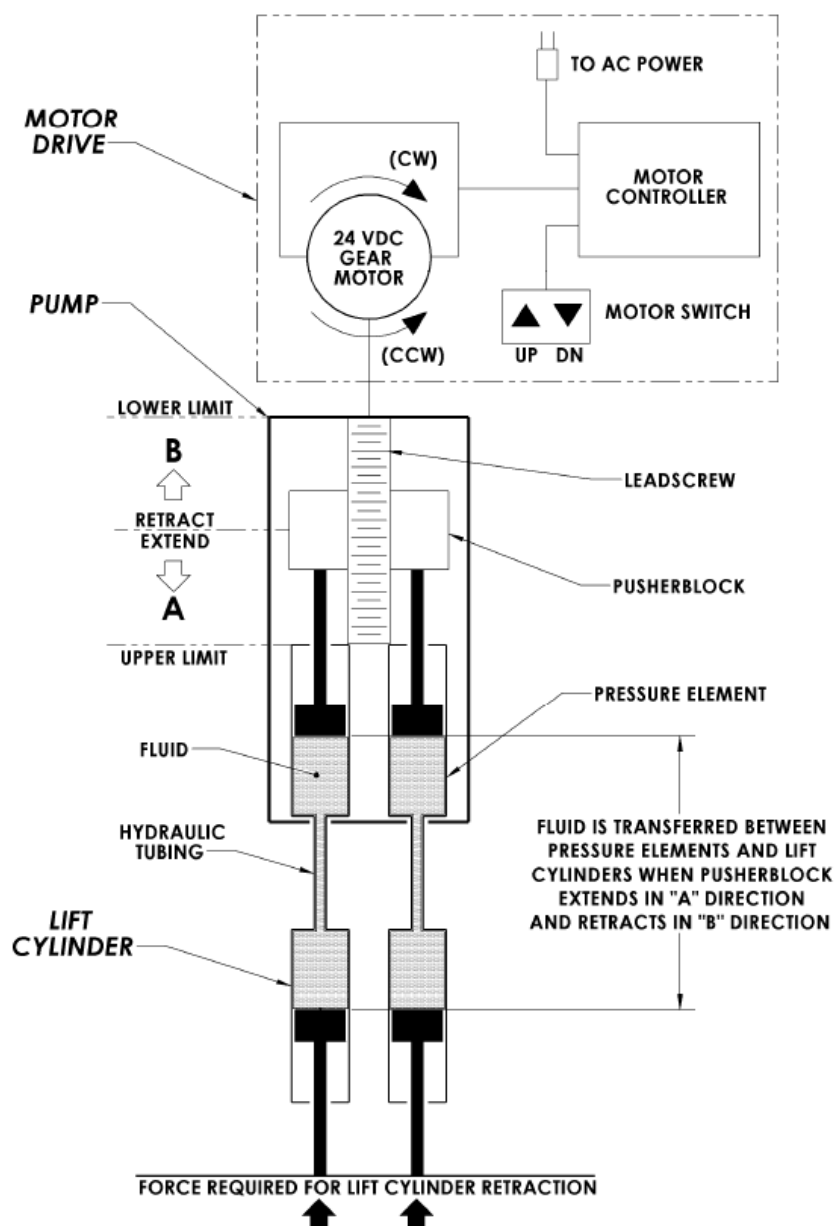 TO AC POWER
MOTOR
DRIVE
(CW)
MOTOR
CONTROLLER
24 VDC
GEAR
MOTOR
PUMP
MOTOR SWITCH
(CCW)
UP DN
LOWER LIMIT
B
LEADSCREW
RETRACT
EXTEND
A
PUSHERBLOCK
UPPER LIMIT
PRESSURE ELEMENT
FLUID
HYDRAULIC
TUBING
FLUID IS TRANSFERRED BETWEEN
PRESSURE ELEMENTS AND LIFT
CYLINDERS WHEN PUSHERBLOCK
EXTENDS IN "A" DIRECTION
AND RETRACTS IN "B" DIRECTION
LIFT
CYLINDER
FORCE REQUIRED FOR LIFT CYLINDER RETRACTION